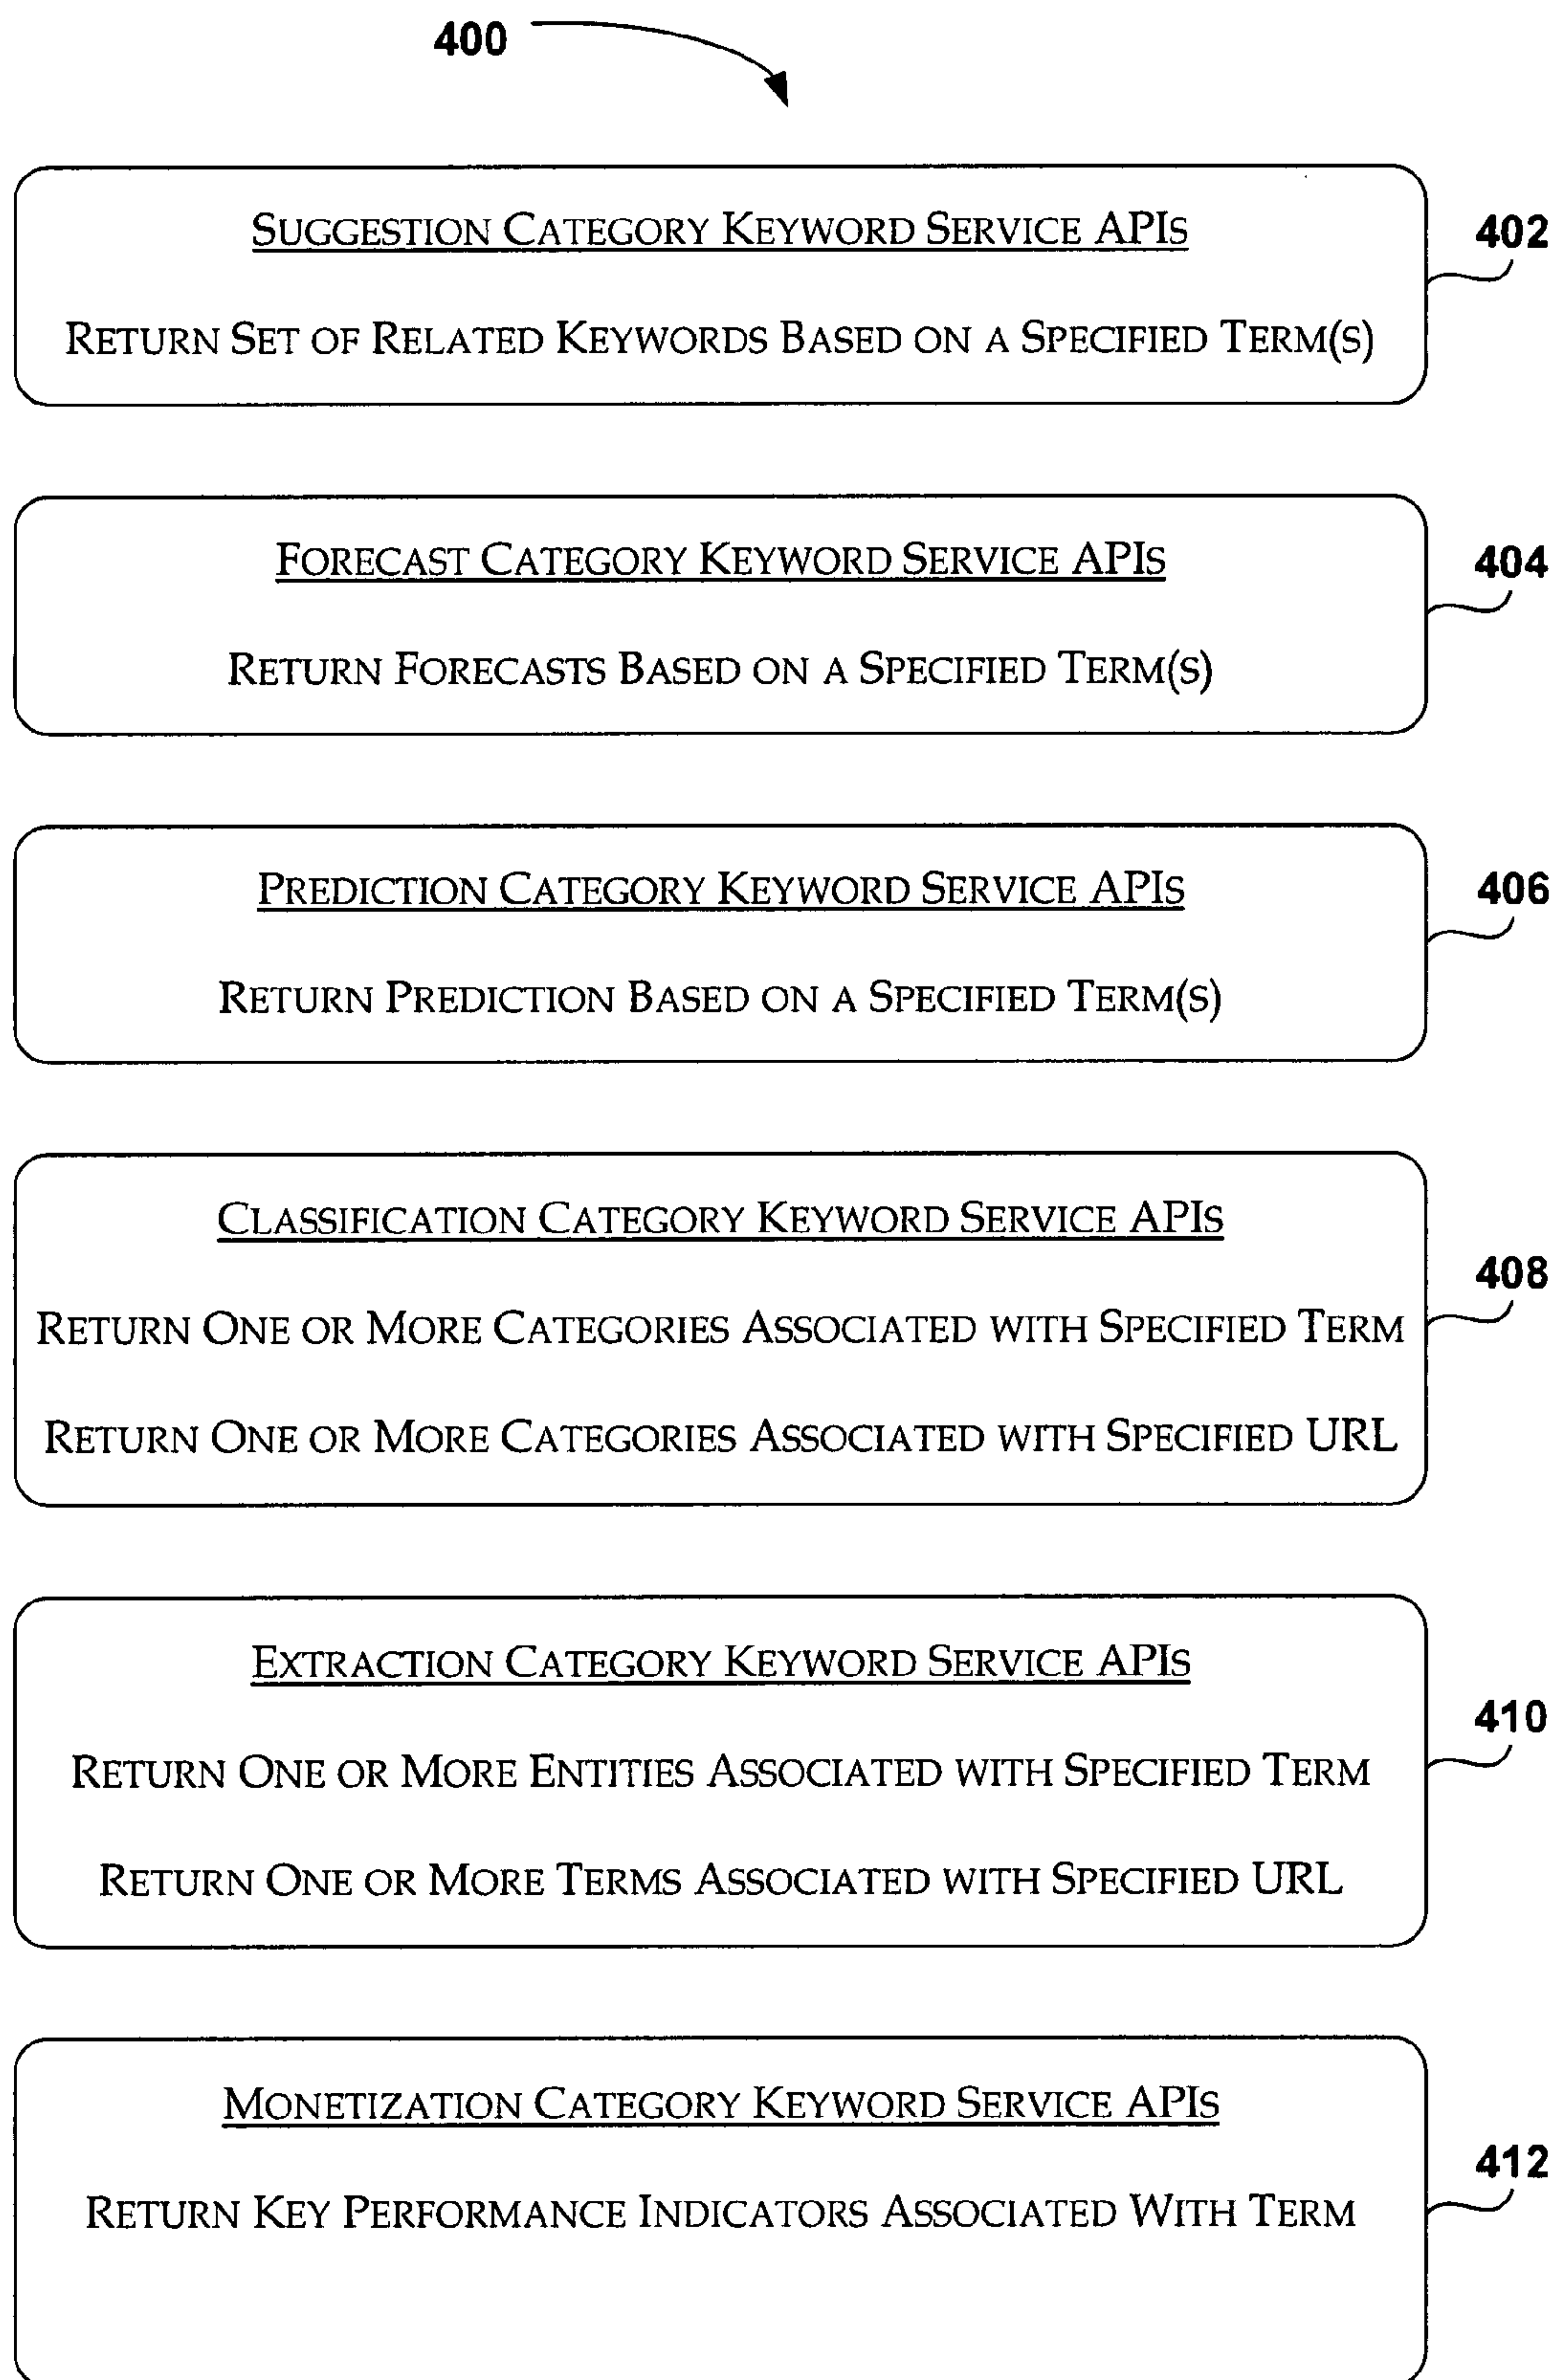 400
SUGGESTION CATEGORY KEYWORD SERVICE APIS
402
RETURN SET OF RELATED KEYWORDS BASED ON A SPECIFIED TERM(S)
FORECAST CATEGORY KEYWORD SERVICE APIS
404
RETURN FORECASTS BASED ON A SPECIFIED TERM(S)
PREDICTION CATEGORY KEYWORD SERVICE APIS
406
RETURN PREDICTION BASED ON A SPECIFIED TERM(S)
CLASSIFICATION CATEGORY KEYWORD SERVICE APIS
408
RETURN ONE OR MORE CATEGORIES ASSOCIATED WITH SPECIFIED TERM
RETURN ONE OR MORE CATEGORIES ASSOCIATED WITH SPECIFIED URL
EXTRACTION CATEGORY KEYWORD SERVICE APIS
410
RETURN ONE OR MORE ENTITIES ASSOCIATED WITH SPECIFIED TERM
RETURN ONE OR MORE TERMS ASSOCIATED WITH SPECIFIED URL
MONETIZATION CATEGORY KEYWORD SERVICE APIS
412
RETURN KEY PERFORMANCE INDICATORS ASSOCIATED WITH TERM